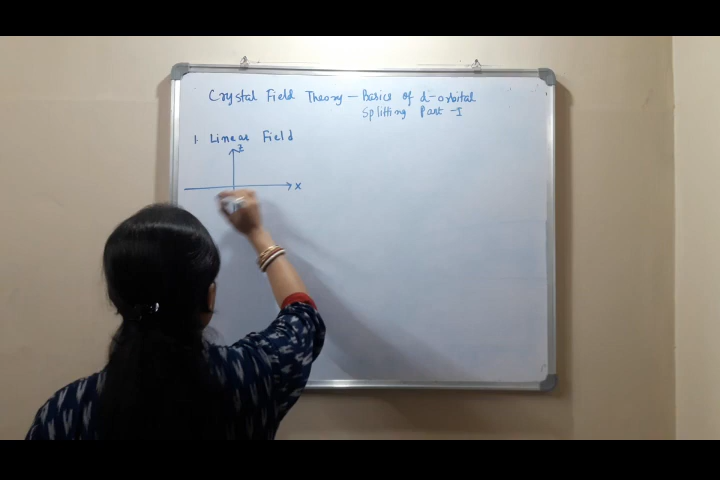 Crystal Field Theory - Basics of d-orbital
Splitting Part -I
1. Linear Field
z
x